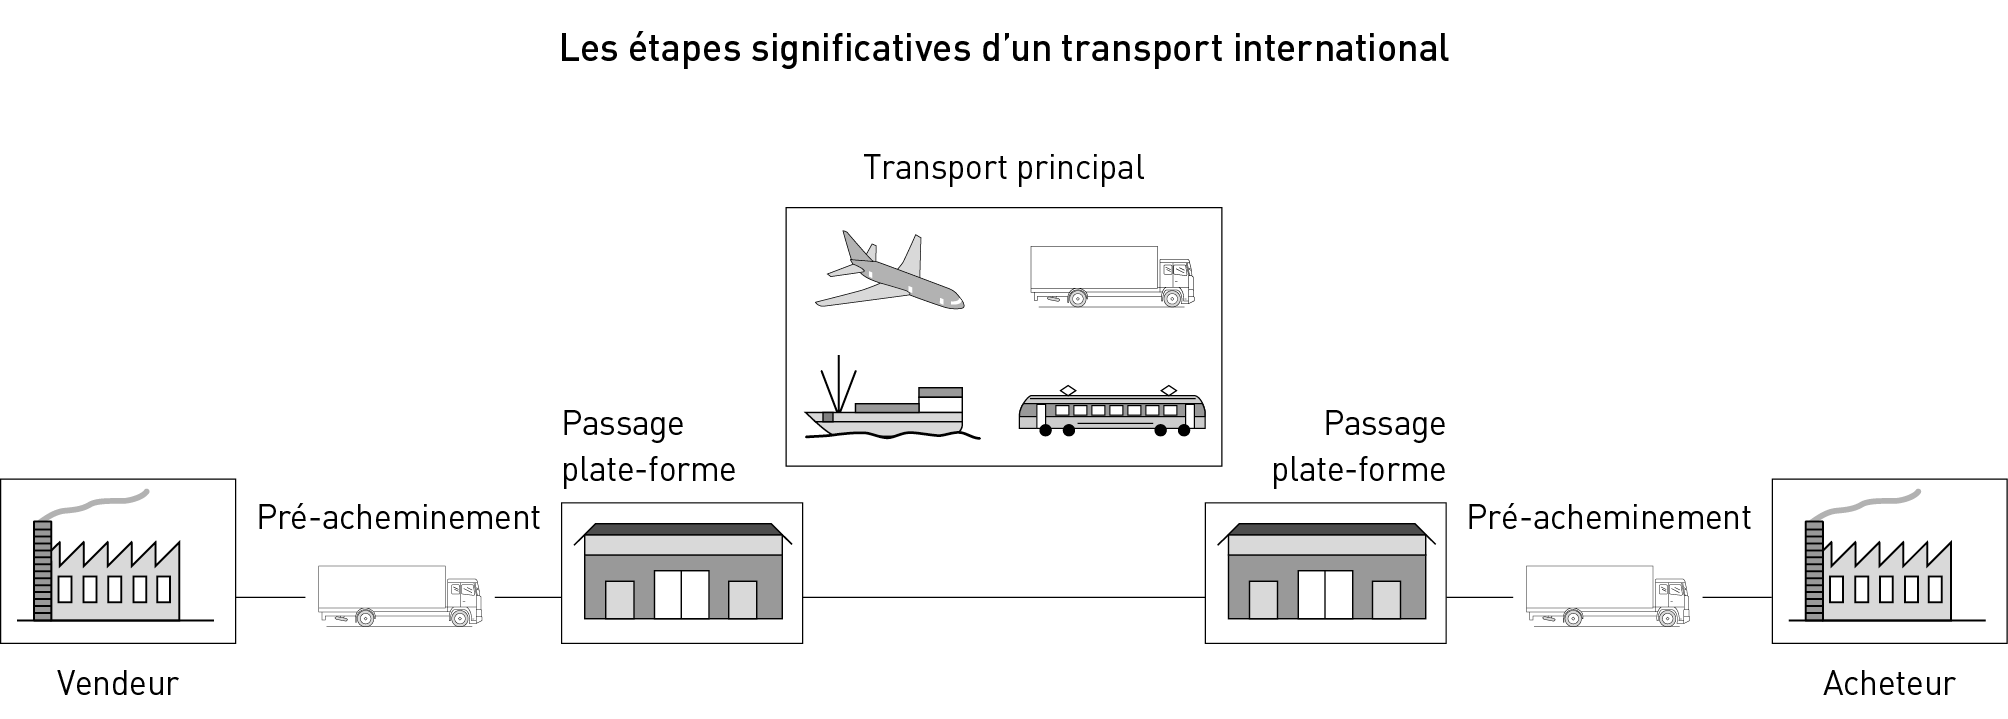 Les étapes significatives d’un transport international
Transport principal
Passage
plate-forme
Passage
plate-forme
Pré-acheminement
Pré-acheminement
Vendeur
Acheteur